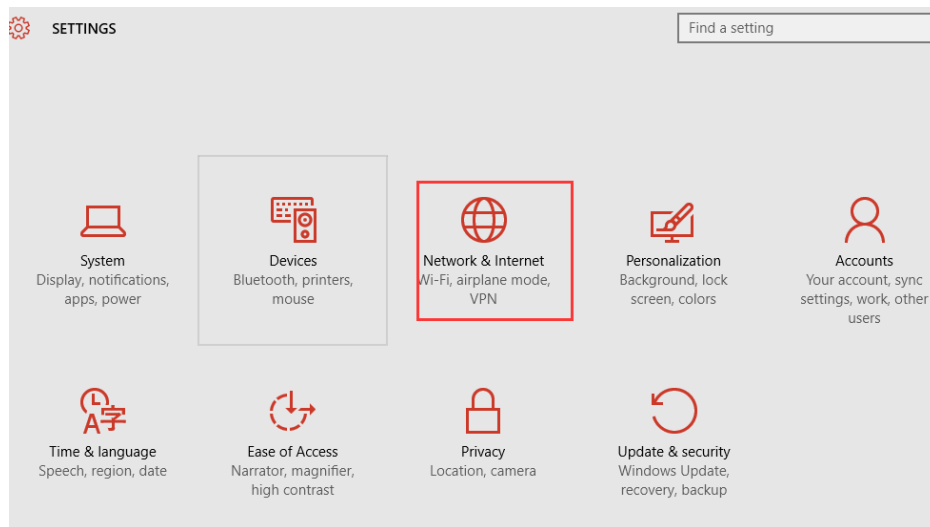 SETTINGS
Find a setting
System
Display, notifications,
apps, power
Devices
Bluetooth, printers,
mouse
Network & Internet
Wi-Fi, airplane mode,
VPN
Personalization
Background, lock
screen, colors
Accounts
Your account, sync
settings, work, other
users
A字
Time & language
Speech, region, date
Ease of Access
Narrator, magnifier,
high contrast
Privacy
Location, camera
Update & security
Windows Update,
recovery, backup